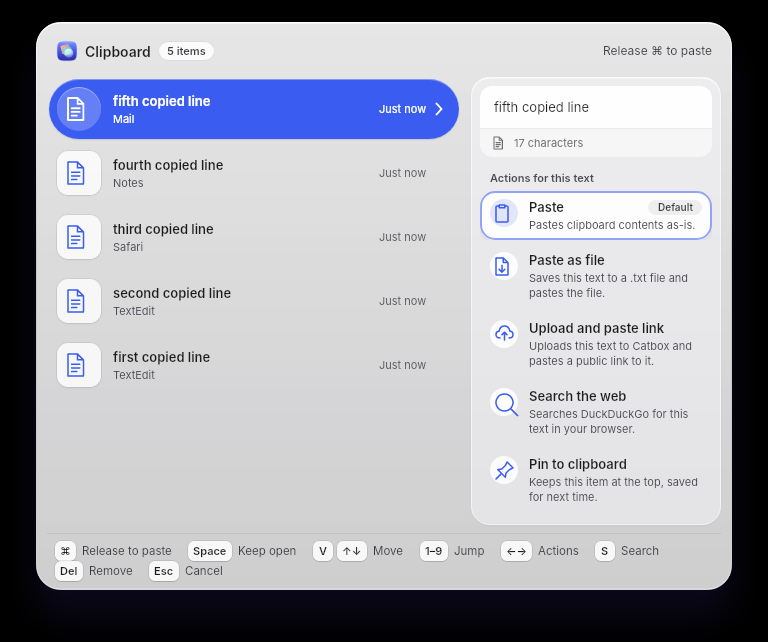 Clipboard 5 items Release ⌘ to paste
fifth copied line
Mail
Just now
fourth copied line
Notes
Just now
third copied line
Safari
Just now
second copied line
TextEdit
Just now
first copied line
TextEdit
Just now
fifth copied line
17 characters
Actions for this text
Paste Default
Pastes clipboard contents as-is.
Paste as file
Saves this text to a .txt file and
pastes the file.
Upload and paste link
Uploads this text to Catbox and
pastes a public link to it.
Search the web
Searches DuckDuckGo for this
text in your browser.
Pin to clipboard
Keeps this item at the top, saved
for next time.
⌘ Release to paste Space Keep open V ↑↓ Move 1–9 Jump ←→ Actions S Search
Del Remove Esc Cancel